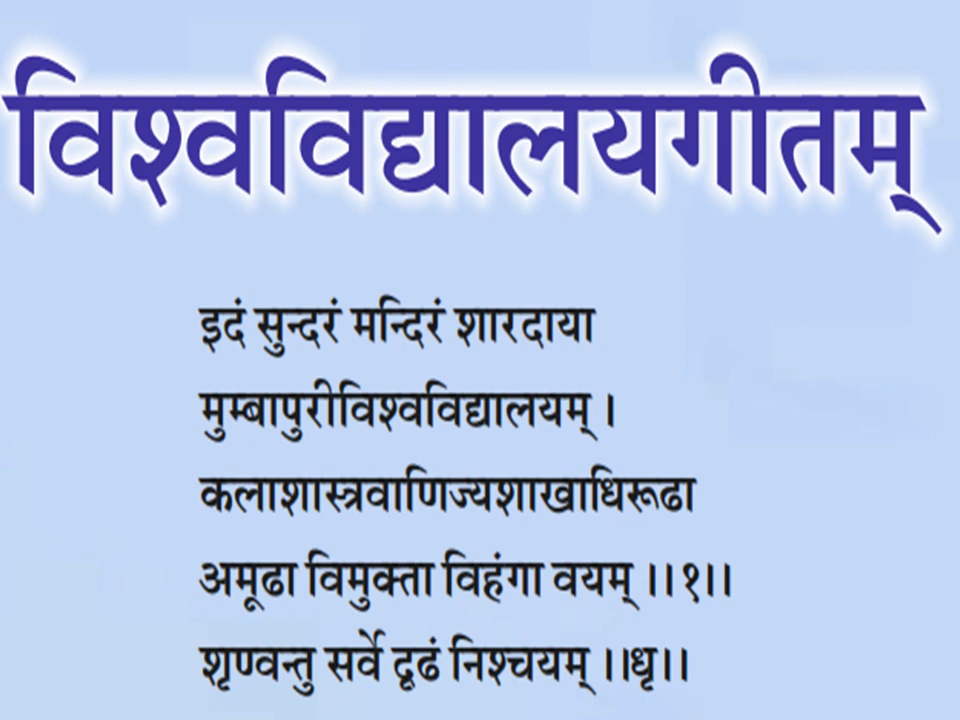 विश्वविद्यालयगीतम्
इदं सुन्दरं मन्दिरं शारदाया
मुम्बापुरीविश्वविद्यालयम् ।
कलाशास्त्रवाणिज्यशाखाधिरूढा
अमूढा विमुक्ता विहंगा वयम् ।।१।।
शृण्वन्तु सर्वे दृढं निश्चयम् ।।धृ।।